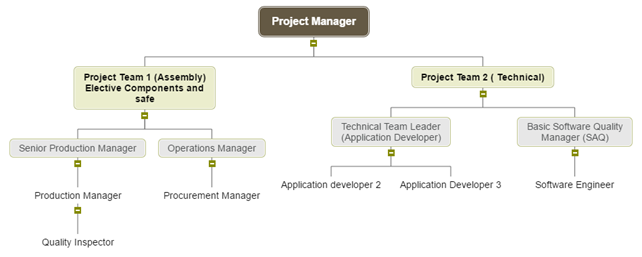 Project Manager
Project Team 1 (Assembly)
Elective Components and
safe
Project Team 2 ( Technical)
Senior Production Manager
Operations Manager
Technical Team Leader
(Application Developer)
Basic Software Quality
Manager (SAQ)
Production Manager
Procurement Manager
Application developer 2
Application Developer 3
Software Engineer
Quality Inspector